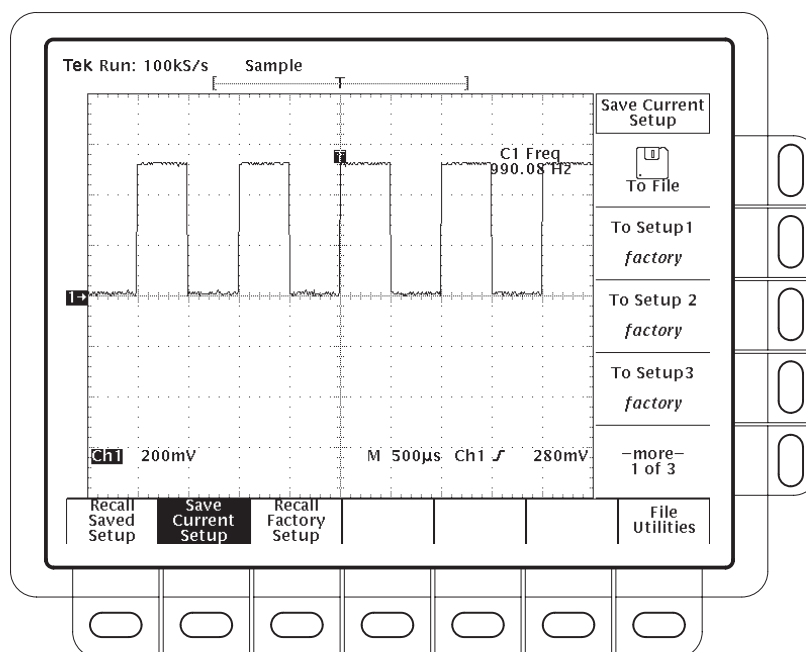 Tek Run: 100kS/s Sample
[ T ]
Save Current
Setup
T
C1 Freq
990.08 Hz
To File
To Setup1
factory
1→
To Setup 2
factory
To Setup3
factory
Ch1 200mV M 500µs Ch1 280mV
–more–
1 of 3
Recall
Saved
Setup
Save
Current
Setup
Recall
Factory
Setup
File
Utilities